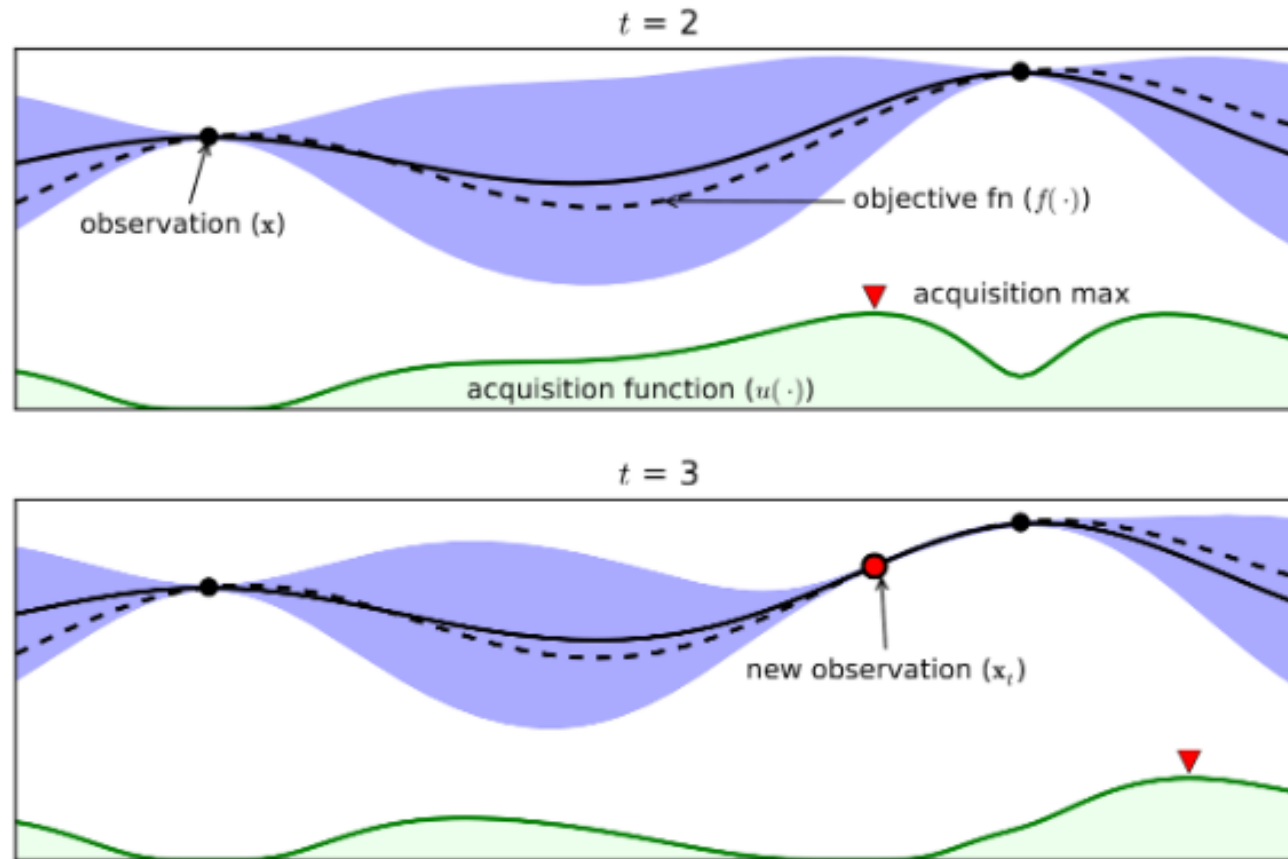 t = 2
observation (x)
objective fn (f(·))
acquisition max
acquisition function (u(·))
t = 3
new observation (xₜ)